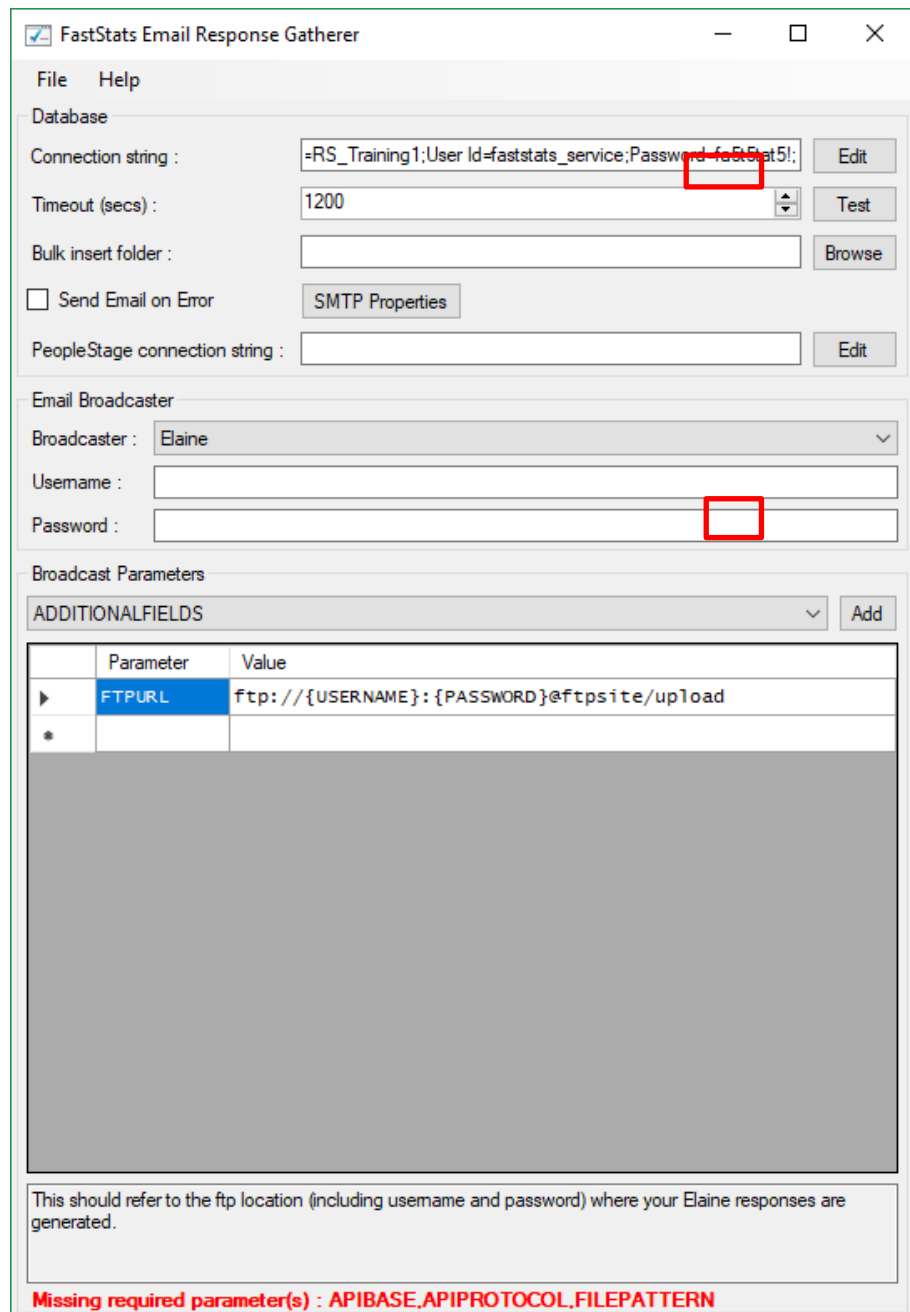 FastStats Email Response Gatherer
File Help
Database
Connection string : =RS_Training1;User Id=faststats_service;Password=fa5t5tat5!; Edit
Timeout (secs) : 1200 Test
Bulk insert folder : Browse
Send Email on Error SMTP Properties
PeopleStage connection string : Edit
Email Broadcaster
Broadcaster : Elaine
Username :
Password :
Broadcast Parameters
ADDITIONALFIELDS Add
Parameter Value
FTPURL ftp://{USERNAME}:{PASSWORD}@ftpsite/upload
This should refer to the ftp location (including username and password) where your Elaine responses are
generated.
Missing required parameter(s) : APIBASE,APIPROTOCOL,FILEPATTERN